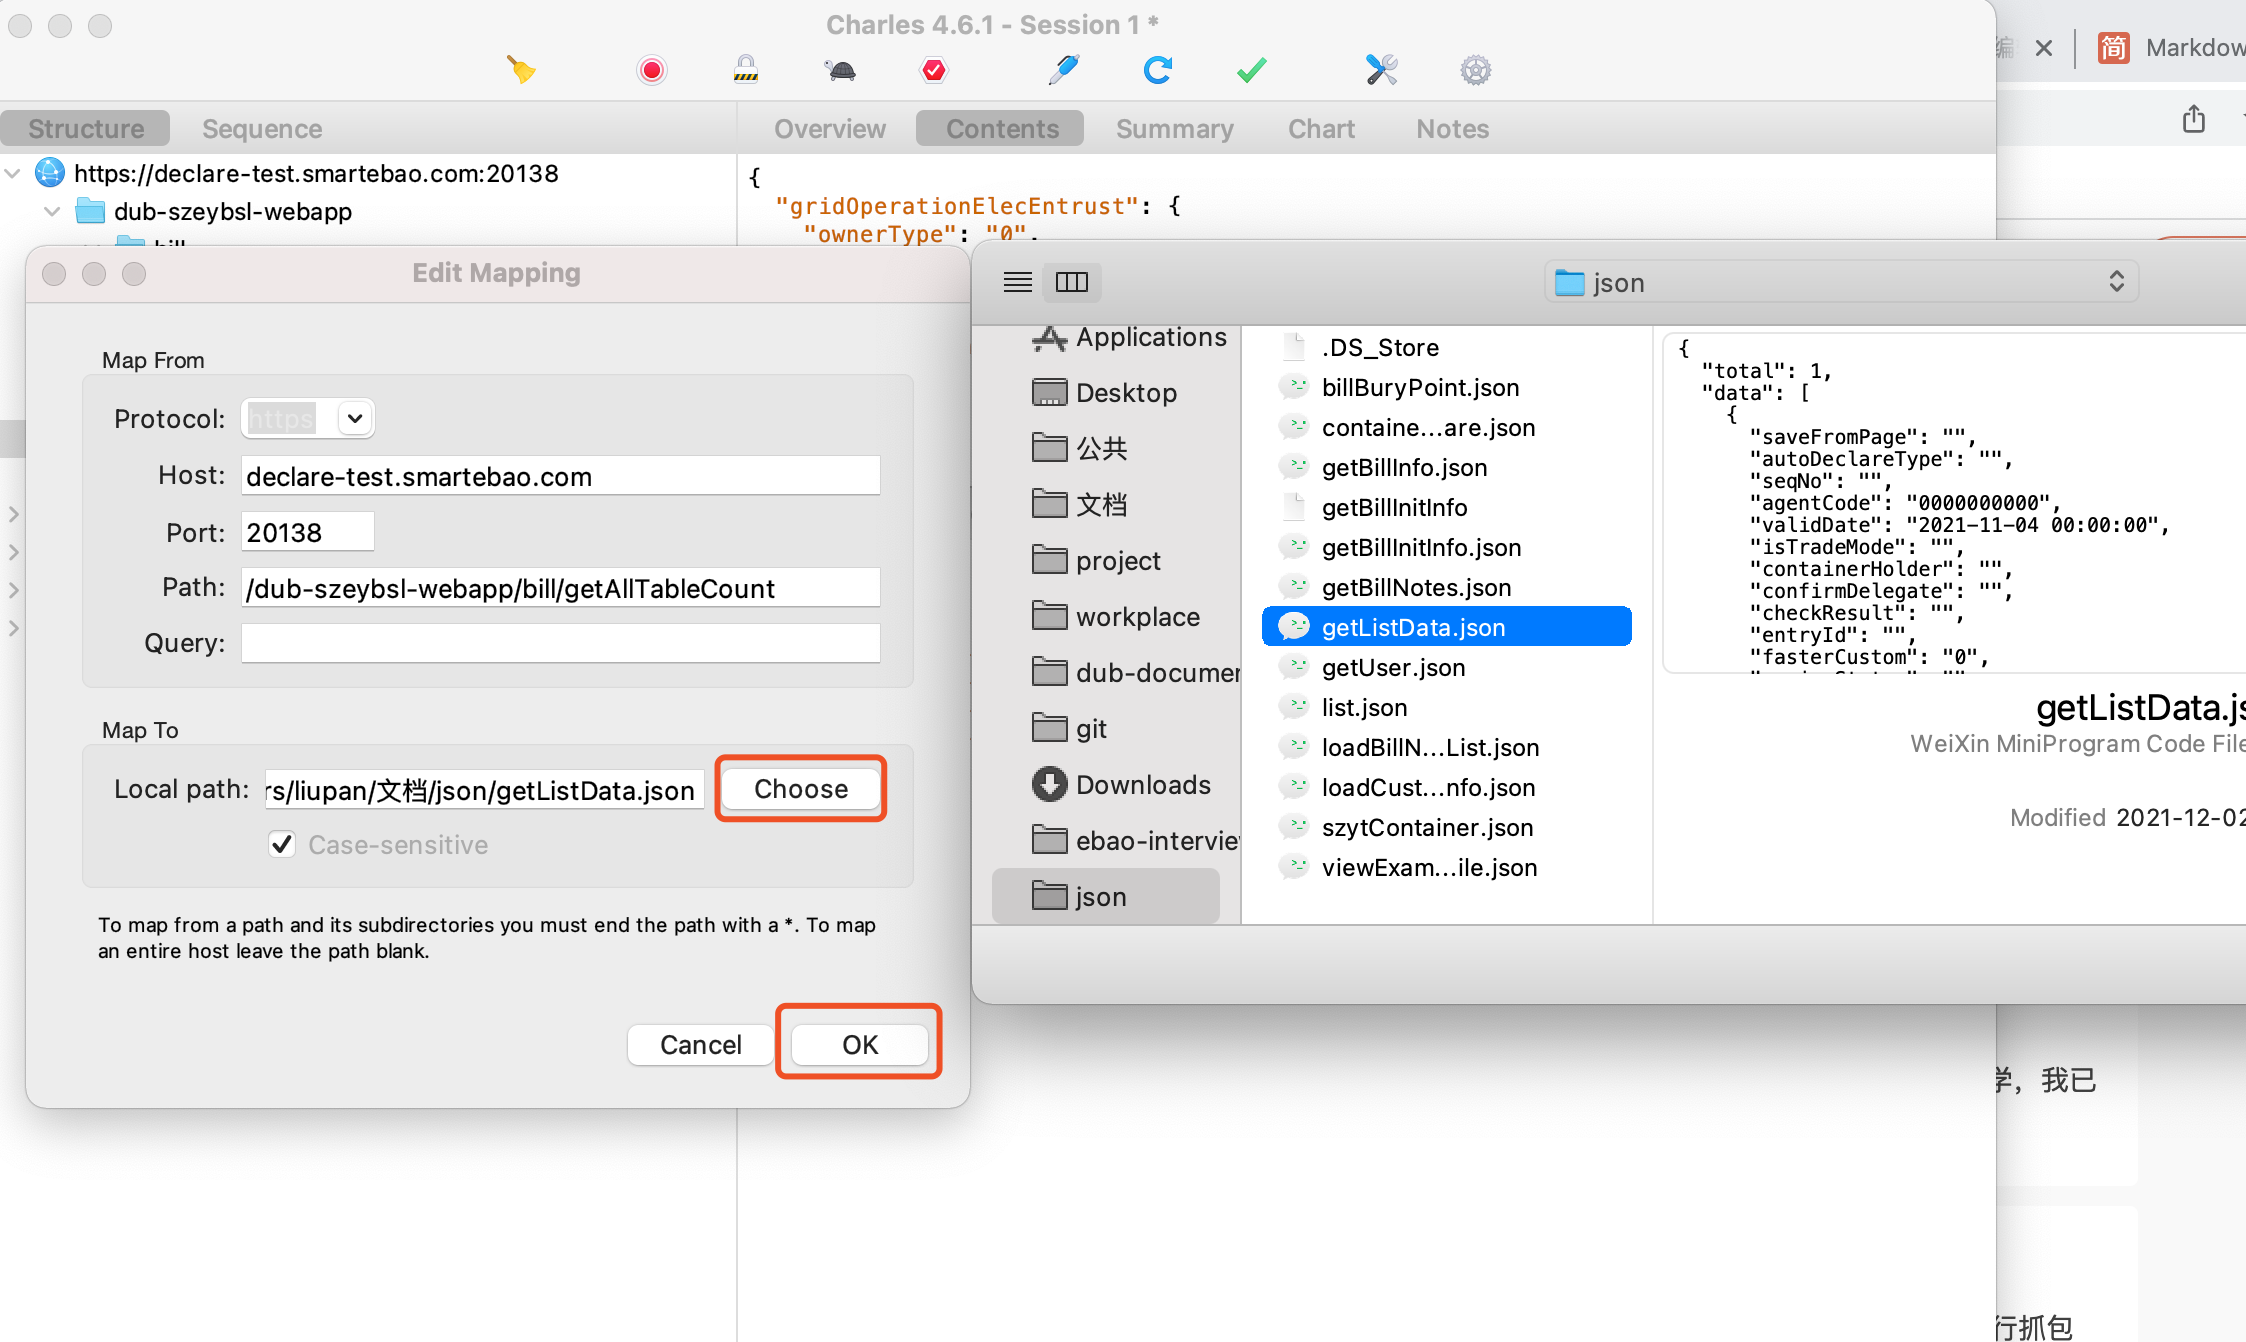 Charles 4.6.1 - Session 1 *
简 Markdow
Structure
Sequence
Overview
Contents
Summary
Chart
Notes
https://declare-test.smartebao.com:20138
dub-szeybsl-webapp
{
"gridOperationElecEntrust": {
"ownerType": "0",
Edit Mapping
Map From
Protocol: https
Host: declare-test.smartebao.com
Port: 20138
Path: /dub-szeybsl-webapp/bill/getAllTableCount
Query:
Map To
Local path: rs/liupan/文档/json/getListData.json
Choose
Case-sensitive
To map from a path and its subdirectories you must end the path with a *. To map
an entire host leave the path blank.
Cancel
OK
json
Applications
Desktop
公共
文档
project
workplace
dub-documer
git
Downloads
ebao-intervie
json
.DS_Store
billBuryPoint.json
containe...are.json
getBillInfo.json
getBillInitInfo
getBillInitInfo.json
getBillNotes.json
getListData.json
getUser.json
list.json
loadBillN...List.json
loadCust...nfo.json
szytContainer.json
viewExam...ile.json
{
"total": 1,
"data": [
{
"saveFromPage": "",
"autoDeclareType": "",
"seqNo": "",
"agentCode": "0000000000",
"validDate": "2021-11-04 00:00:00",
"isTradeMode": "",
"containerHolder": "",
"confirmDelegate": "",
"checkResult": "",
"entryId": "",
"fasterCustom": "0",
getListData.js
WeiXin MiniProgram Code File
Modified 2021-12-02
学，我已
行抓包